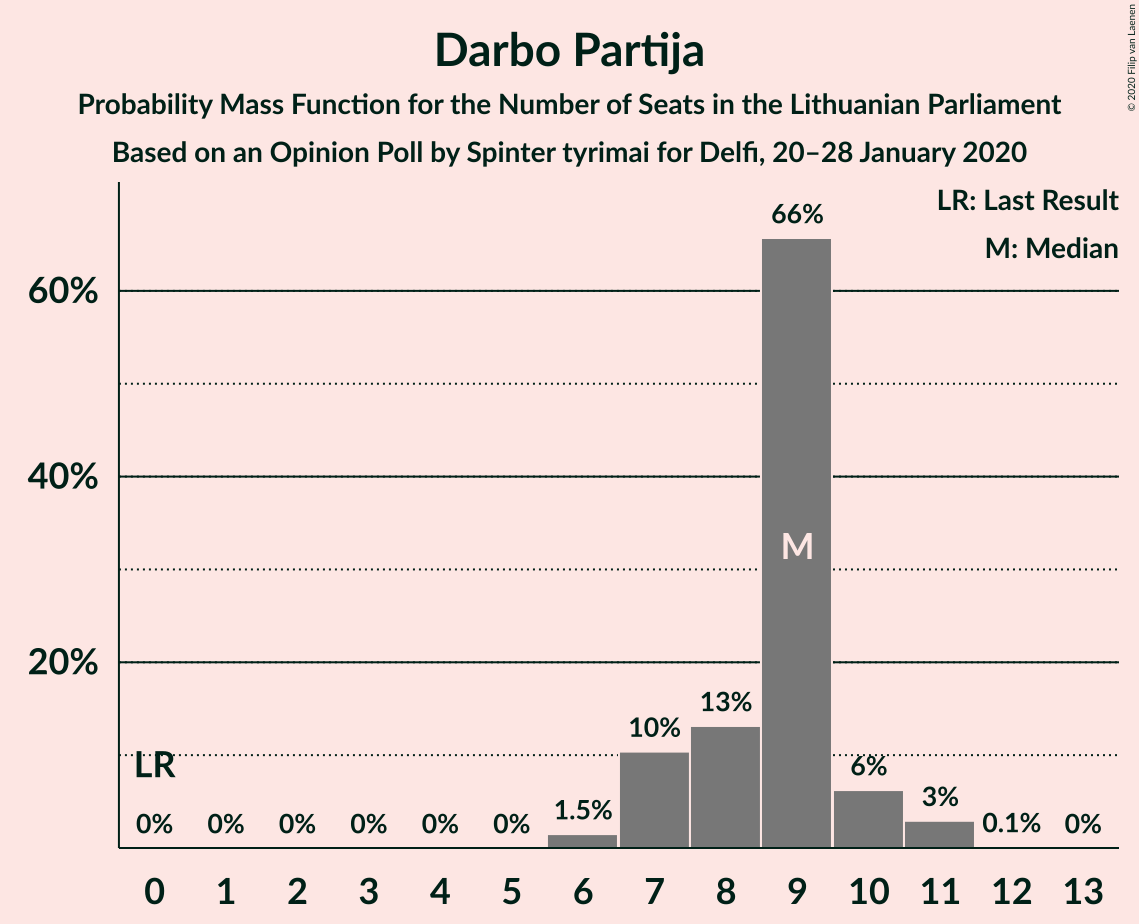 Darbo Partija
Probability Mass Function for the Number of Seats in the Lithuanian Parliament
Based on an Opinion Poll by Spinter tyrimai for Delfi, 20–28 January 2020
© 2020 Filip van Laenen
LR: Last Result
M: Median
66%
60%
40%
M
20%
13%
10%
LR
6%
3%
1.5%
0% 0% 0% 0% 0% 0% 0.1% 0%
0 1 2 3 4 5 6 7 8 9 10 11 12 13